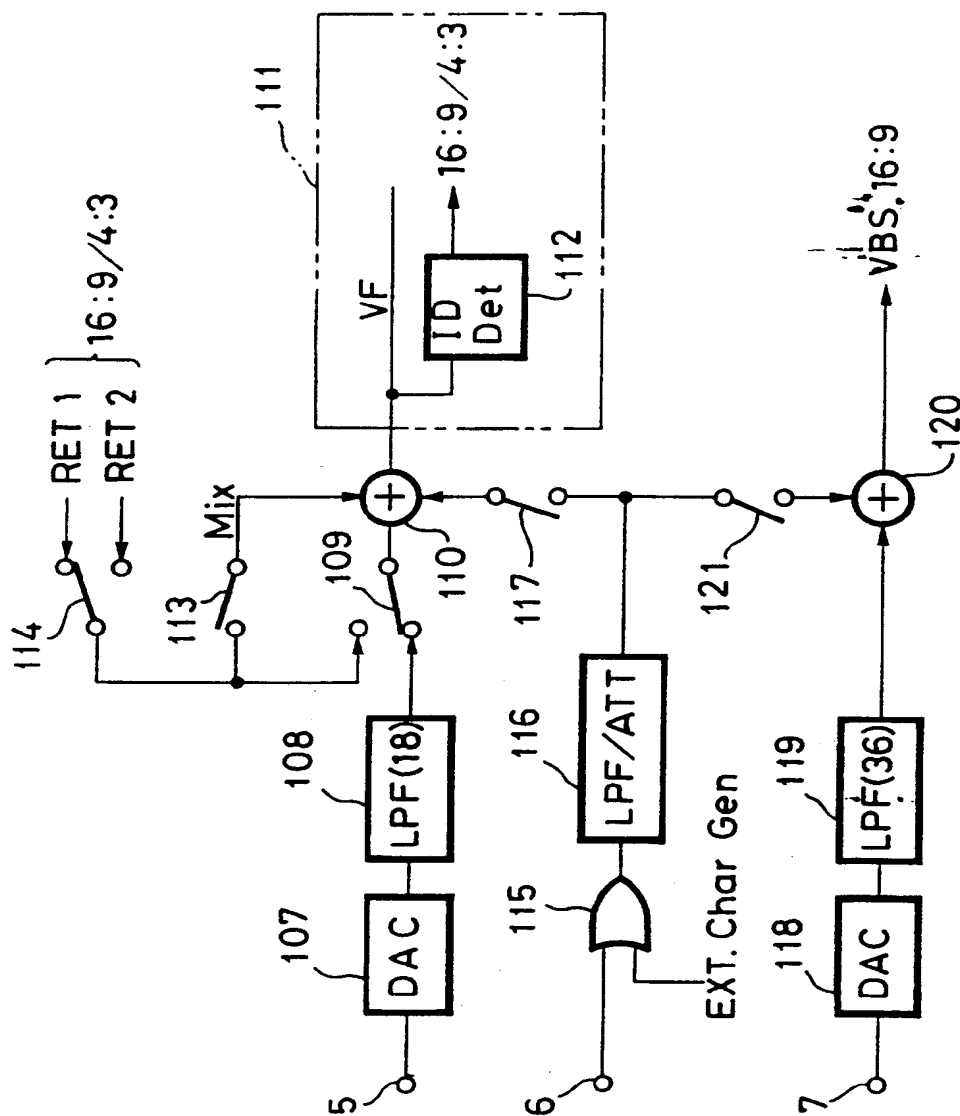 RET 1
RET 2
16:9/4:3
114
113
Mix
111
VF
ID
Det
16:9/4:3
112
109
110
108
LPF(18)
107
DAC
5
117
116
LPF/ATT
115
6
EXT. Char Gen
121
120
VBS, 16:9
119
LPF(36)
118
DAC
7